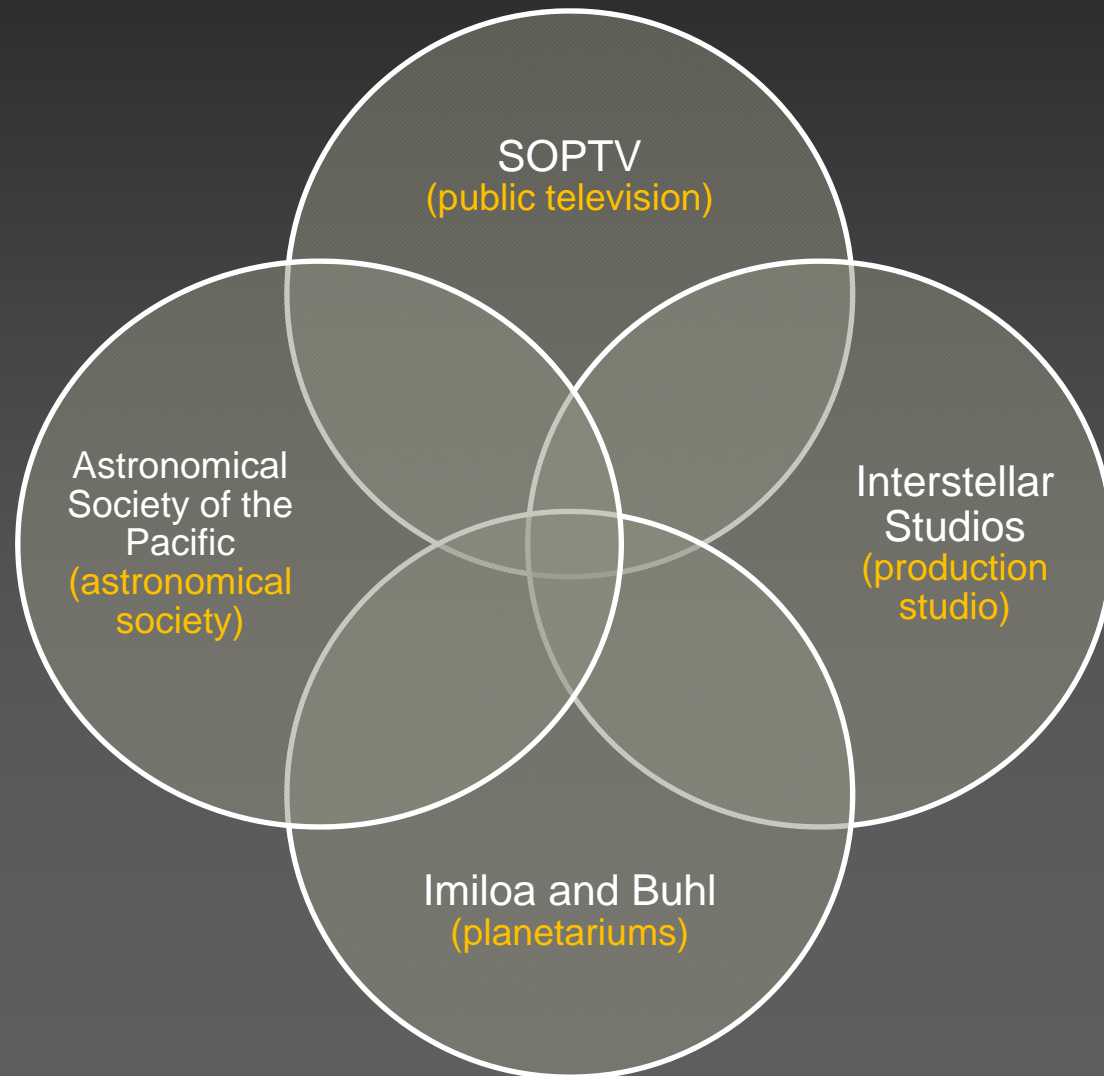 SOPTV
(public television)
Astronomical
Society of the
Pacific
(astronomical
society)
Interstellar
Studios
(production
studio)
Imiloa and Buhl
(planetariums)